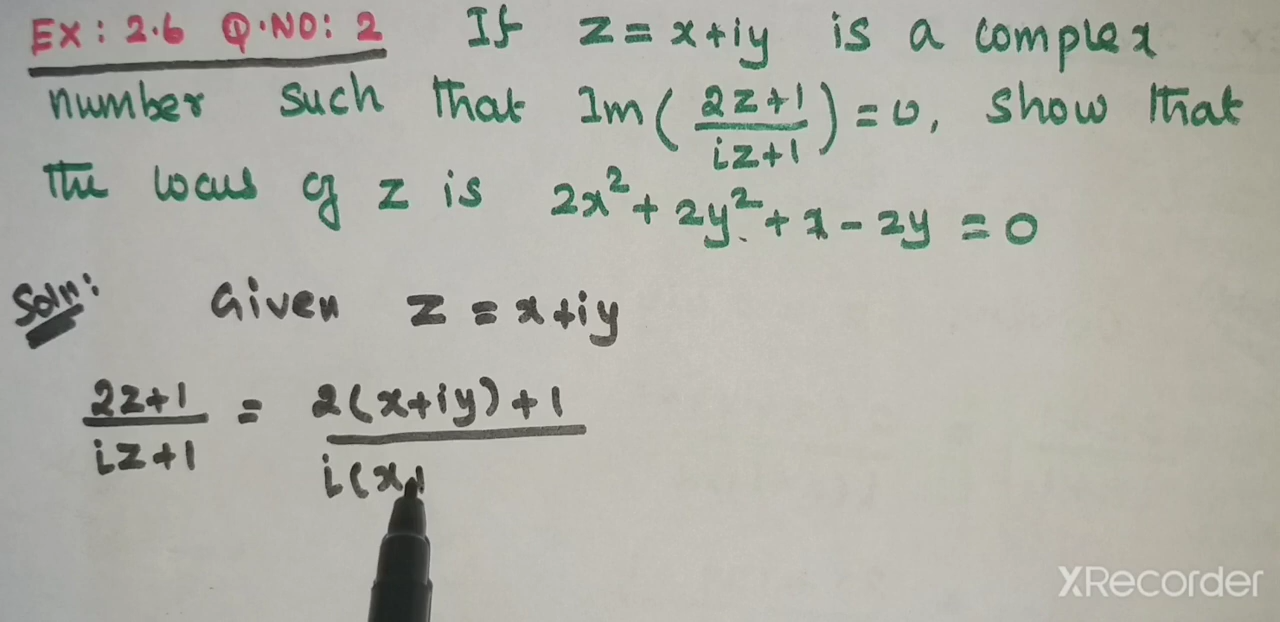 EX: 2.6 Q.NO: 2 If z = x+iy is a complex
number such that Im(2z+1/iz+1) = 0, show that
the locus of z is 2x²+2y²+x-2y = 0
Soln: Given z = x+iy
2z+1/iz+1 = 2(x+iy)+1/i(x
XRecorder